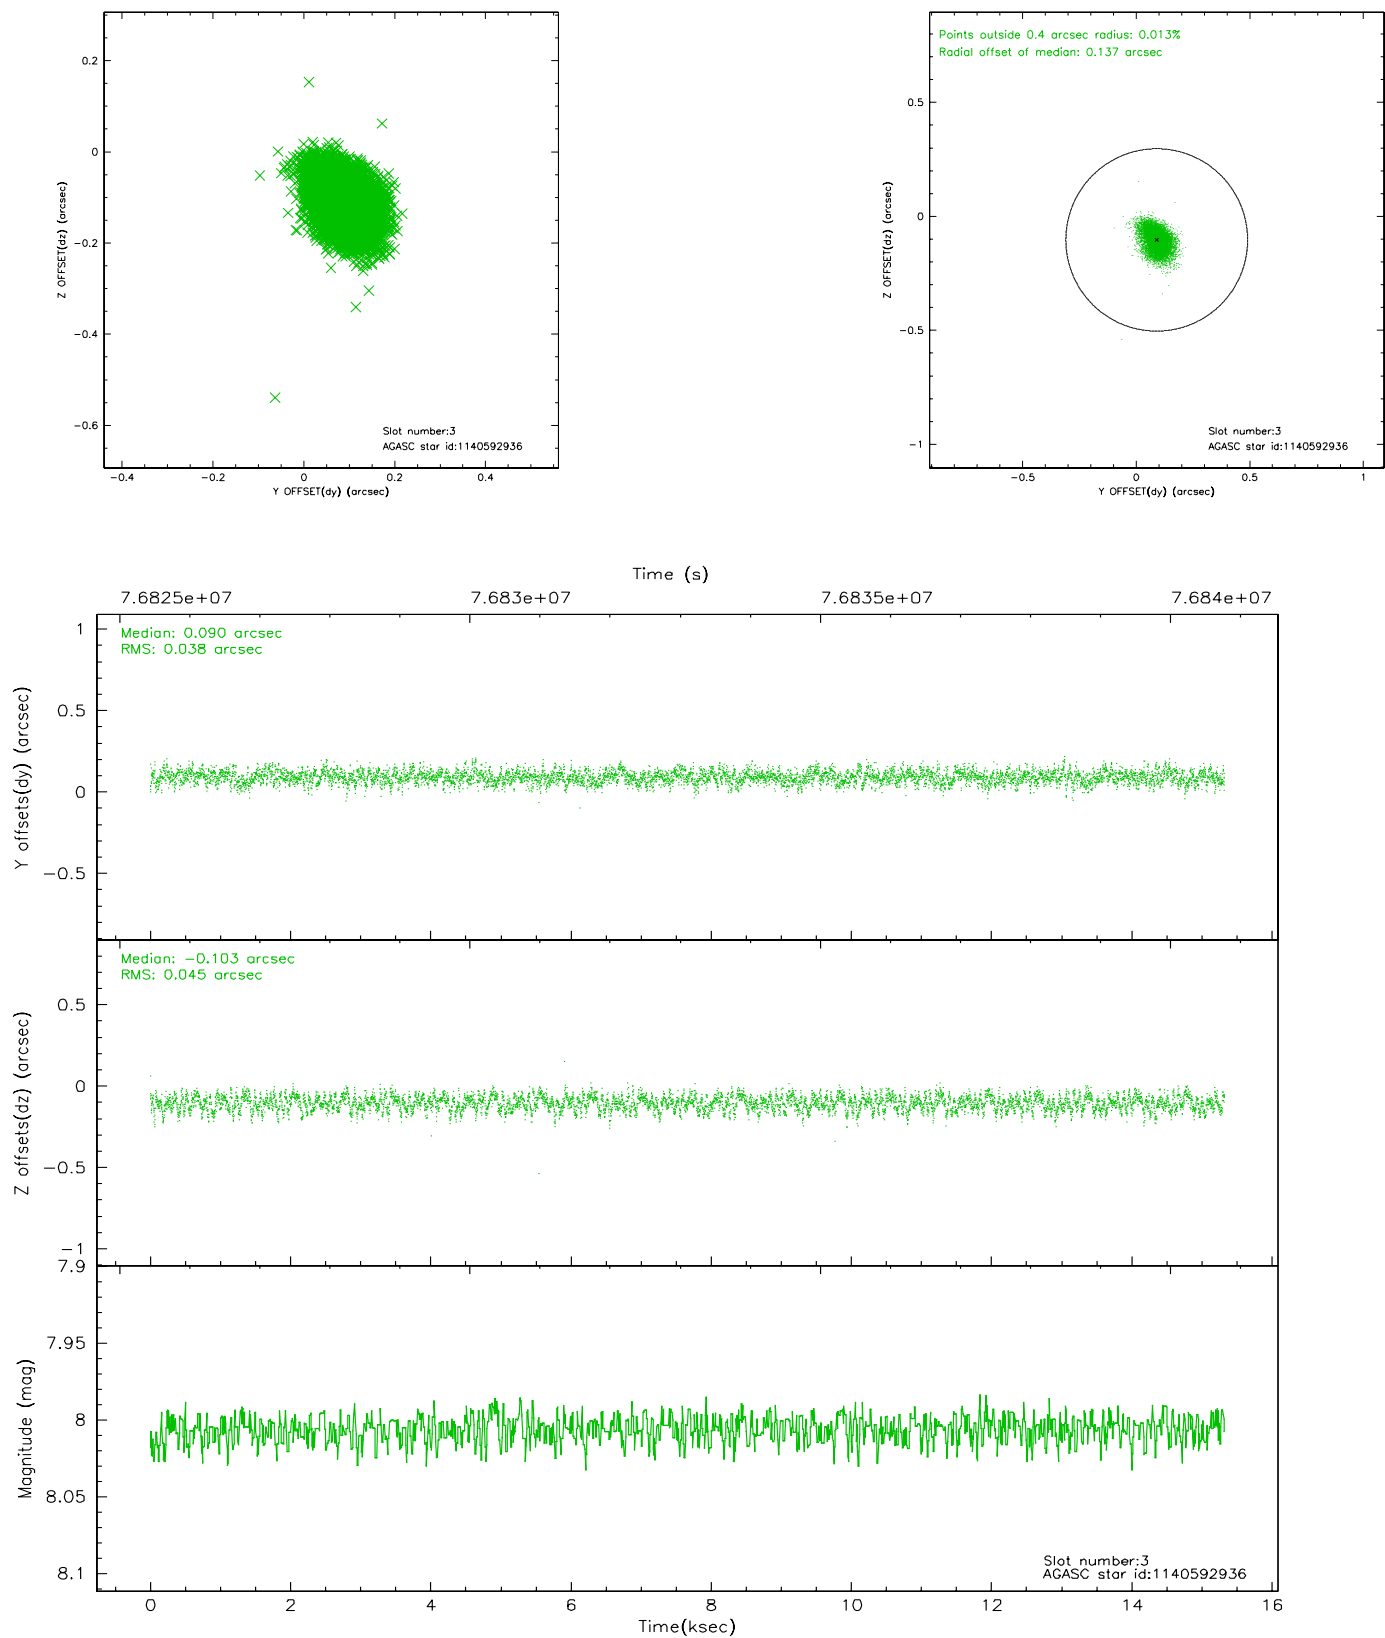 0.2
0
-0.2
-0.4
-0.6
Z OFFSET(dz) (arcsec)
Slot number:3
AGASC star id:1140592936
-0.4
-0.2
0
0.2
0.4
Y OFFSET(dy) (arcsec)
Points outside 0.4 arcsec radius: 0.013%
Radial offset of median: 0.137 arcsec
0.5
0
-0.5
-1
Z OFFSET(dz) (arcsec)
Slot number:3
AGASC star id:1140592936
-0.5
0
0.5
1
Y OFFSET(dy) (arcsec)
Time (s)
7.6825e+07
7.683e+07
7.6835e+07
7.684e+07
Median: 0.090 arcsec
RMS: 0.038 arcsec
1
0.5
0
-0.5
Y offsets(dy) (arcsec)
Median: -0.103 arcsec
RMS: 0.045 arcsec
0.5
0
-0.5
-1
Z offsets(dz) (arcsec)
7.9
7.95
8
8.05
8.1
Magnitude (mag)
Slot number:3
AGASC star id:1140592936
0
2
4
6
8
10
12
14
16
Time(ksec)